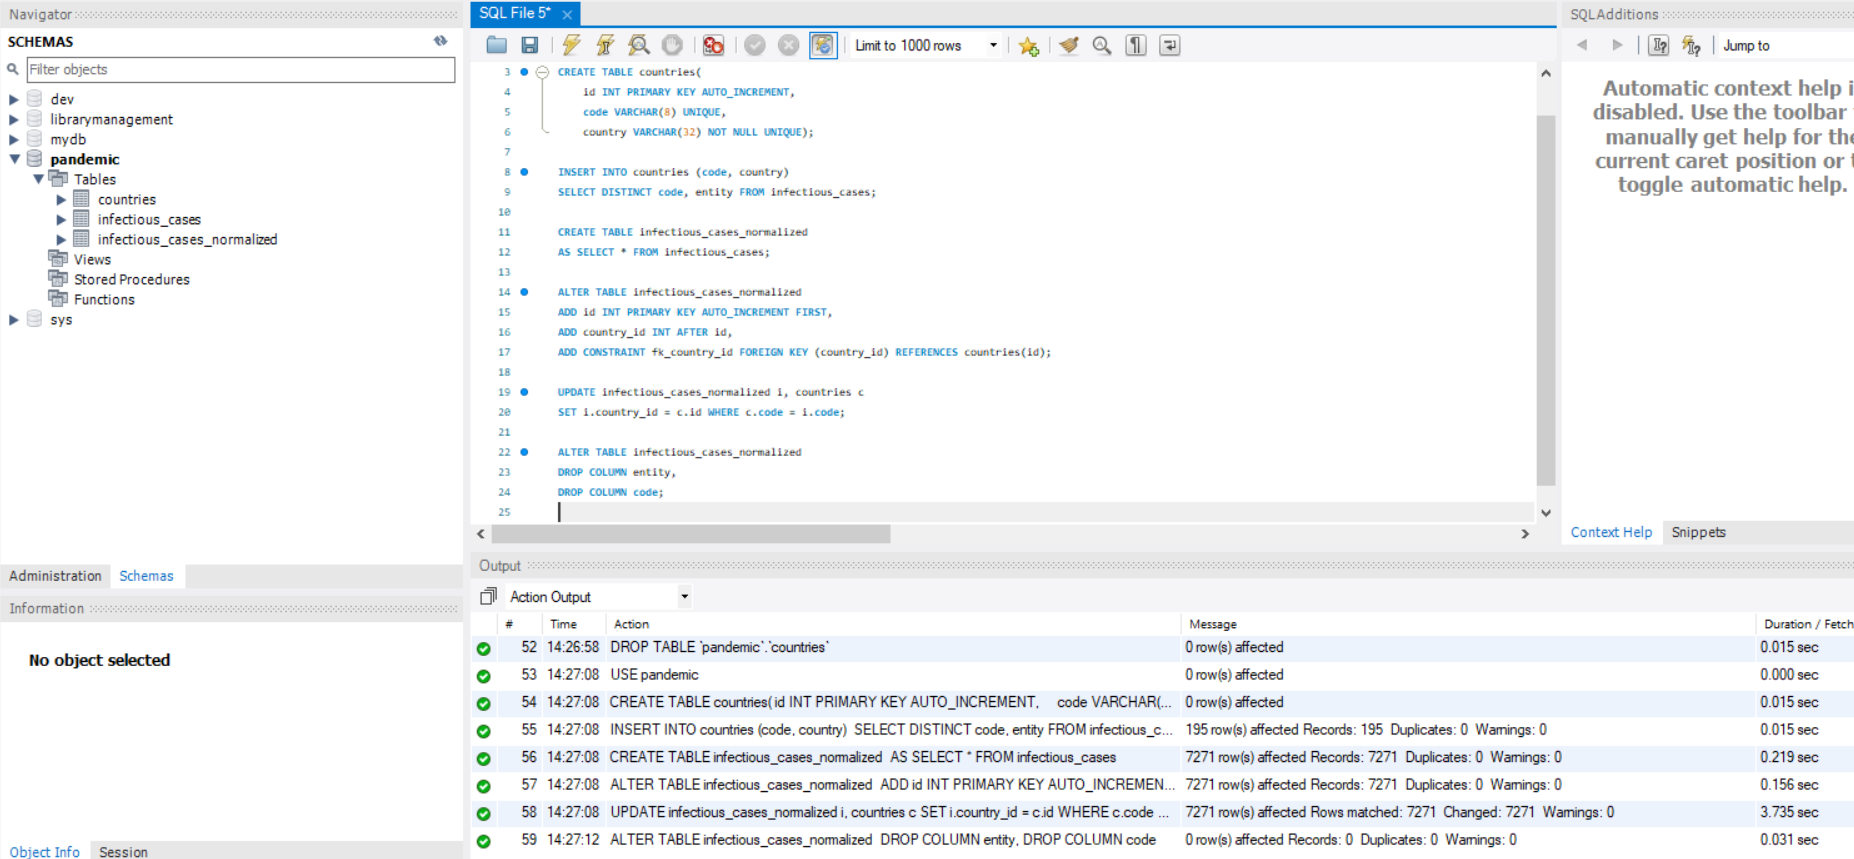 Navigator
SCHEMAS
Filter objects
dev
librarymanagement
mydb
pandemic
Tables
countries
infectious_cases
infectious_cases_normalized
Views
Stored Procedures
Functions
sys
Administration Schemas
Information
No object selected
Object Info Session
SQL File 5*
Limit to 1000 rows
3 CREATE TABLE countries(
4 id INT PRIMARY KEY AUTO_INCREMENT,
5 code VARCHAR(8) UNIQUE,
6 country VARCHAR(32) NOT NULL UNIQUE);
7
8 INSERT INTO countries (code, country)
9 SELECT DISTINCT code, entity FROM infectious_cases;
10
11 CREATE TABLE infectious_cases_normalized
12 AS SELECT * FROM infectious_cases;
13
14 ALTER TABLE infectious_cases_normalized
15 ADD id INT PRIMARY KEY AUTO_INCREMENT FIRST,
16 ADD country_id INT AFTER id,
17 ADD CONSTRAINT fk_country_id FOREIGN KEY (country_id) REFERENCES countries(id);
18
19 UPDATE infectious_cases_normalized i, countries c
20 SET i.country_id = c.id WHERE c.code = i.code;
21
22 ALTER TABLE infectious_cases_normalized
23 DROP COLUMN entity,
24 DROP COLUMN code;
25
SQLAdditions
Jump to
Automatic context help i
disabled. Use the toolbar
manually get help for the
current caret position or t
toggle automatic help.
Context Help Snippets
Output
Action Output
# Time Action Message Duration / Fetch
52 14:26:58 DROP TABLE `pandemic`.`countries` 0 row(s) affected 0.015 sec
53 14:27:08 USE pandemic 0 row(s) affected 0.000 sec
54 14:27:08 CREATE TABLE countries( id INT PRIMARY KEY AUTO_INCREMENT, code VARCHAR(... 0 row(s) affected 0.015 sec
55 14:27:08 INSERT INTO countries (code, country) SELECT DISTINCT code, entity FROM infectious_c... 195 row(s) affected Records: 195 Duplicates: 0 Warnings: 0 0.015 sec
56 14:27:08 CREATE TABLE infectious_cases_normalized AS SELECT * FROM infectious_cases 7271 row(s) affected Records: 7271 Duplicates: 0 Warnings: 0 0.219 sec
57 14:27:08 ALTER TABLE infectious_cases_normalized ADD id INT PRIMARY KEY AUTO_INCREMEN... 7271 row(s) affected Records: 7271 Duplicates: 0 Warnings: 0 0.156 sec
58 14:27:08 UPDATE infectious_cases_normalized i, countries c SET i.country_id = c.id WHERE c.code ... 7271 row(s) affected Rows matched: 7271 Changed: 7271 Warnings: 0 3.735 sec
59 14:27:12 ALTER TABLE infectious_cases_normalized DROP COLUMN entity, DROP COLUMN code 0 row(s) affected Records: 0 Duplicates: 0 Warnings: 0 0.031 sec